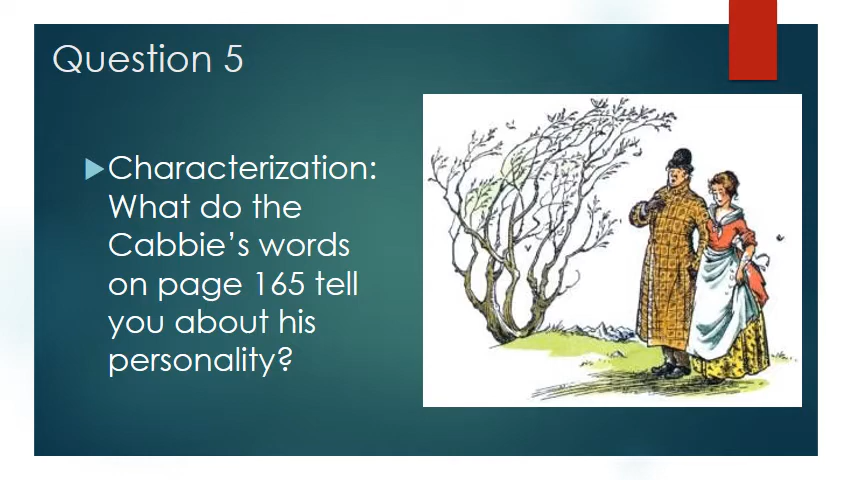 Question 5
Characterization:
What do the
Cabbie’s words
on page 165 tell
you about his
personality?